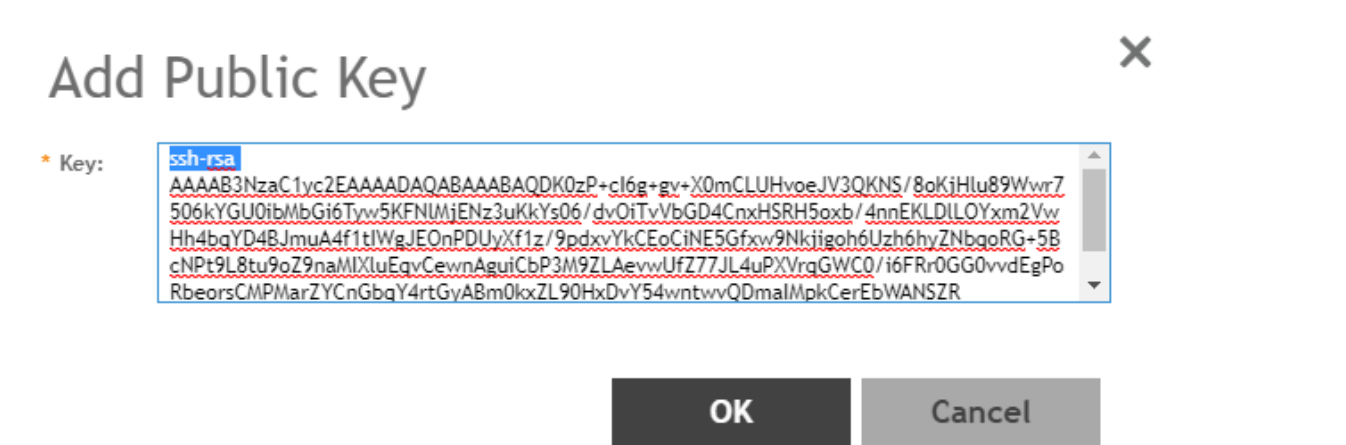 Add Public Key
* Key:
ssh-rsa
AAAAB3NzaC1yc2EAAAADAQABAAABAQDK0zP+cl6g+gv+X0mCLUHvoeJV3QKNS/8oKjHlu89Wwr7
506kYGU0ibMbGi6Tyw5KFNlMjENz3uKkYs06/dvOiTvVbGD4CnxHSRH5oxb/4nnEKLDlLOYxm2Vw
Hh4bqYD4BJmuA4f1tIWgJEOnPDUyXf1z/9pdxvYkCEoCiNE5Gfxw9Nkjigoh6Uzh6hyZNbqoRG+5B
cNPt9L8tu9oZ9naMIXluEqvCewnAguiCbP3M9ZLAevwUfZ77JL4uPXVrqGWC0/i6FRr0GG0vvdEgPo
RbeorsCMPMarZYCnGbqY4rtGyABm0kxZL90HxDvY54wntwvQDmaIMpkCerEbWANSZR
OK
Cancel